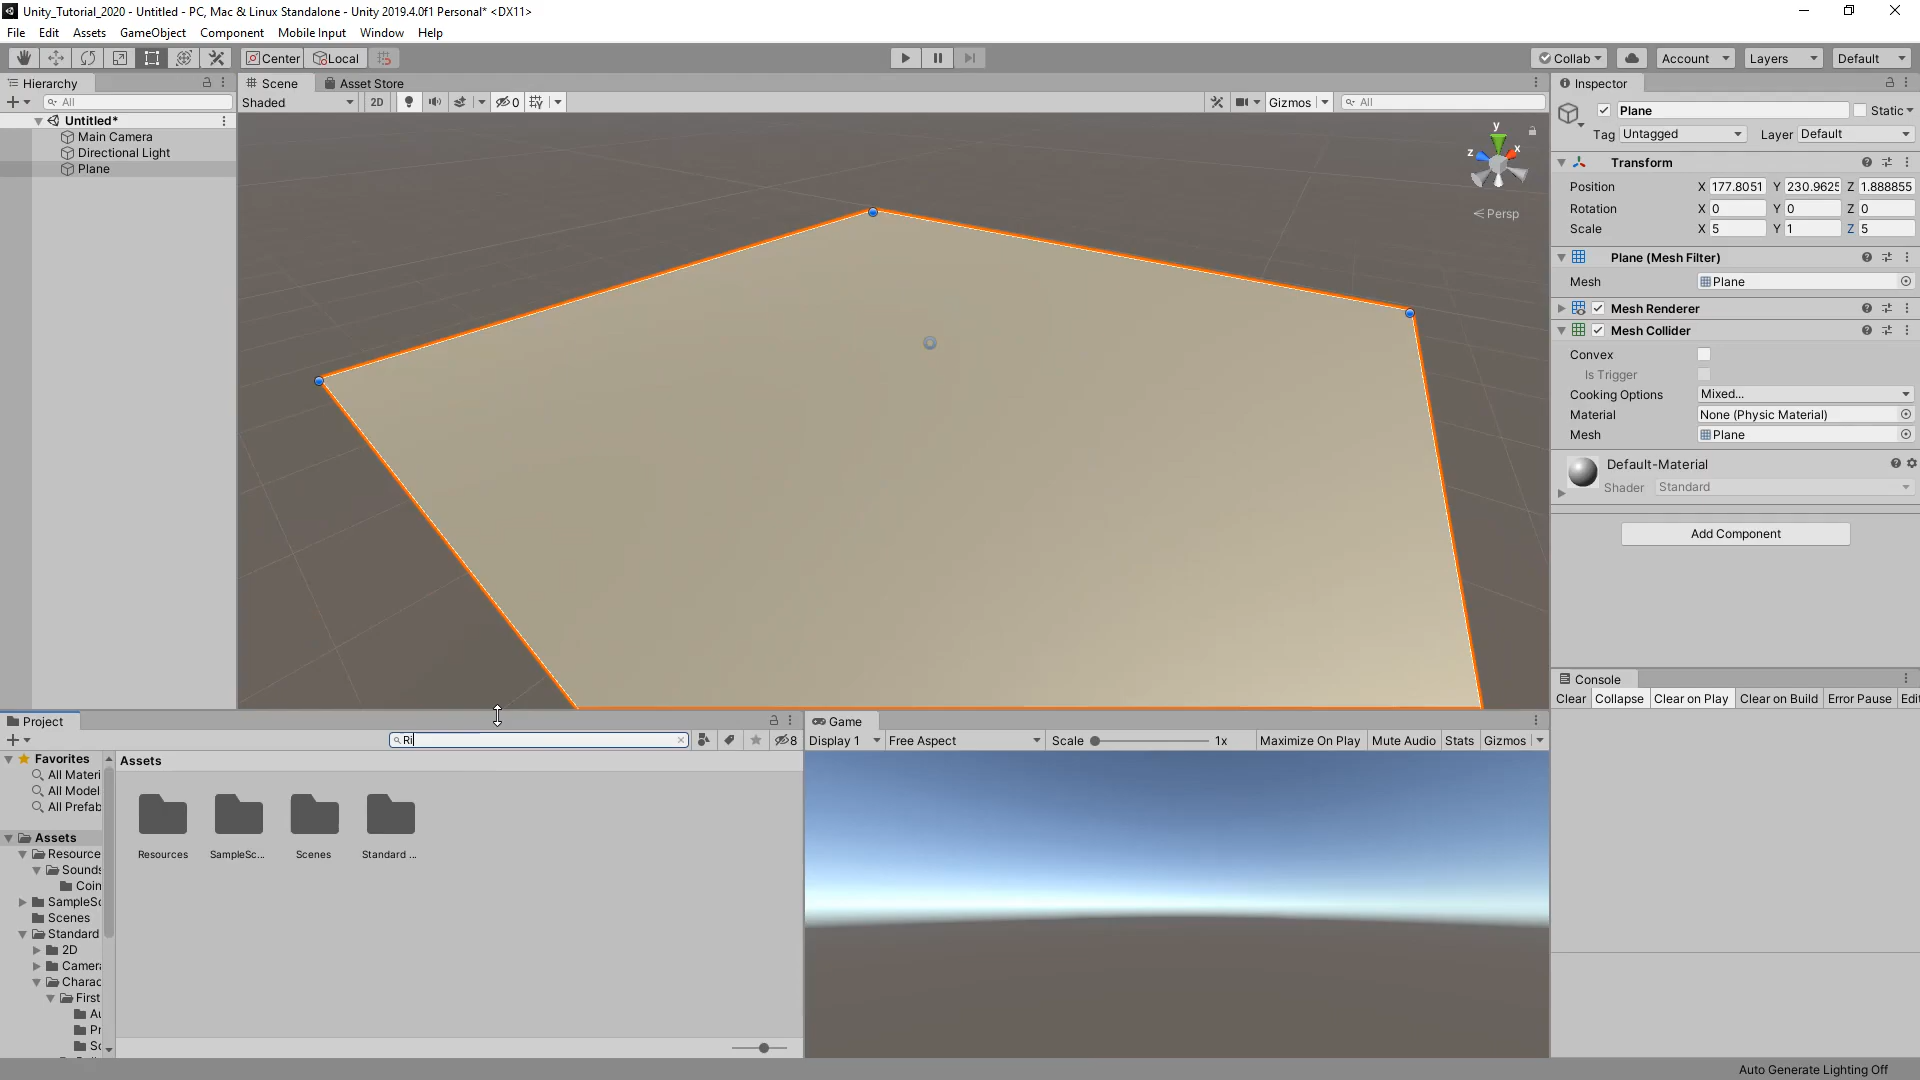 Unity_Tutorial_2020 - Untitled - PC, Mac & Linux Standalone - Unity 2019.4.0f1 Personal* <DX11>
File Edit Assets GameObject Component Mobile Input Window Help
Center Local Collab Account Layers Default
Hierarchy
All
Untitled*
Main Camera
Directional Light
Plane
Scene Asset Store
Shaded 2D 0 Gizmos All
y
z x
Persp
Inspector
Plane Static
Tag Untagged Layer Default
Transform
Position X 177.8051 Y 230.9625 Z 1.888855
Rotation X 0 Y 0 Z 0
Scale X 5 Y 1 Z 5
Plane (Mesh Filter)
Mesh Plane
Mesh Renderer
Mesh Collider
Convex
Is Trigger
Cooking Options Mixed...
Material None (Physic Material)
Mesh Plane
Default-Material
Shader Standard
Add Component
Console
Clear Collapse Clear on Play Clear on Build Error Pause Edi
Project
Ri 8
Favorites
All Materi
All Model
All Prefab
Assets
Resource
Sounds
Coin
SampleSc
Scenes
Standard
2D
Camera
Charac
First
Au
Pr
Sc
Assets
Resources SampleSc... Scenes Standard ...
Game
Display 1 Free Aspect Scale 1x Maximize On Play Mute Audio Stats Gizmos
Auto Generate Lighting Off